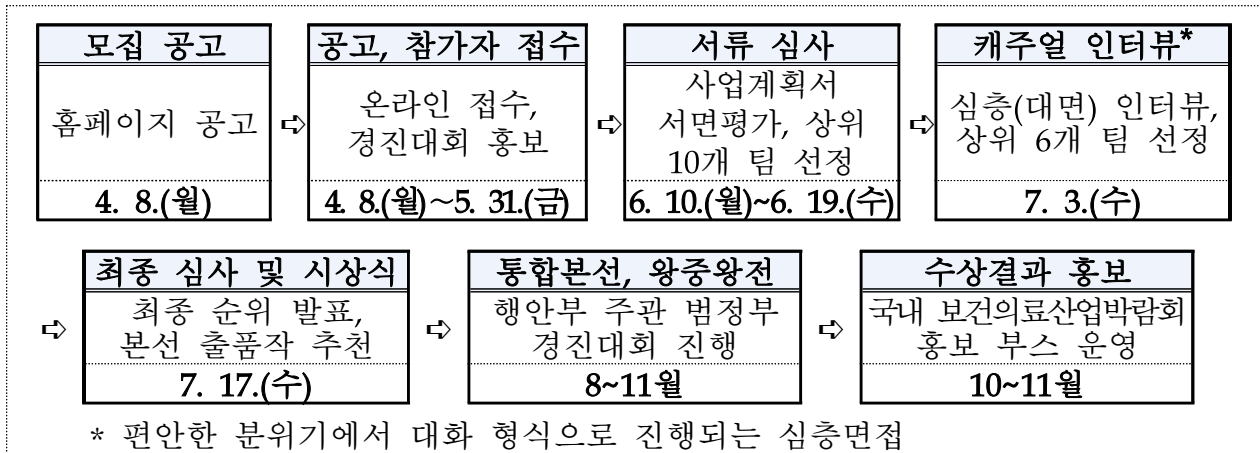 모집 공고
홈페이지 공고
4. 8.(월)
⇨
공고, 참가자 접수
온라인 접수,
경진대회 홍보
4. 8.(월)∼5. 31.(금)
⇨
서류 심사
사업계획서
서면평가, 상위
10개 팀 선정
6. 10.(월)~6. 19.(수)
⇨
캐주얼 인터뷰*
심층(대면) 인터뷰,
상위 6개 팀 선정
7. 3.(수)
⇨
최종 심사 및 시상식
최종 순위 발표,
본선 출품작 추천
7. 17.(수)
⇨
통합본선, 왕중왕전
행안부 주관 범정부
경진대회 진행
8~11월
⇨
수상결과 홍보
국내 보건의료산업박람회
홍보 부스 운영
10~11월
* 편안한 분위기에서 대화 형식으로 진행되는 심층면접